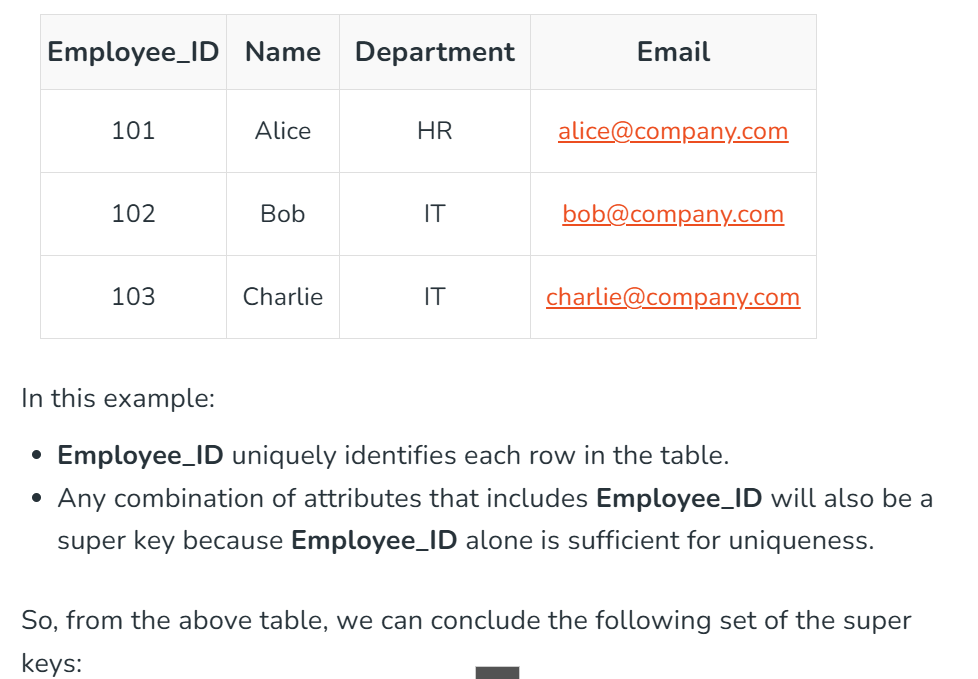 Employee_ID Name Department Email
101 Alice HR alice@company.com
102 Bob IT bob@company.com
103 Charlie IT charlie@company.com
In this example:
• Employee_ID uniquely identifies each row in the table.
• Any combination of attributes that includes Employee_ID will also be a
super key because Employee_ID alone is sufficient for uniqueness.
So, from the above table, we can conclude the following set of the super
keys: